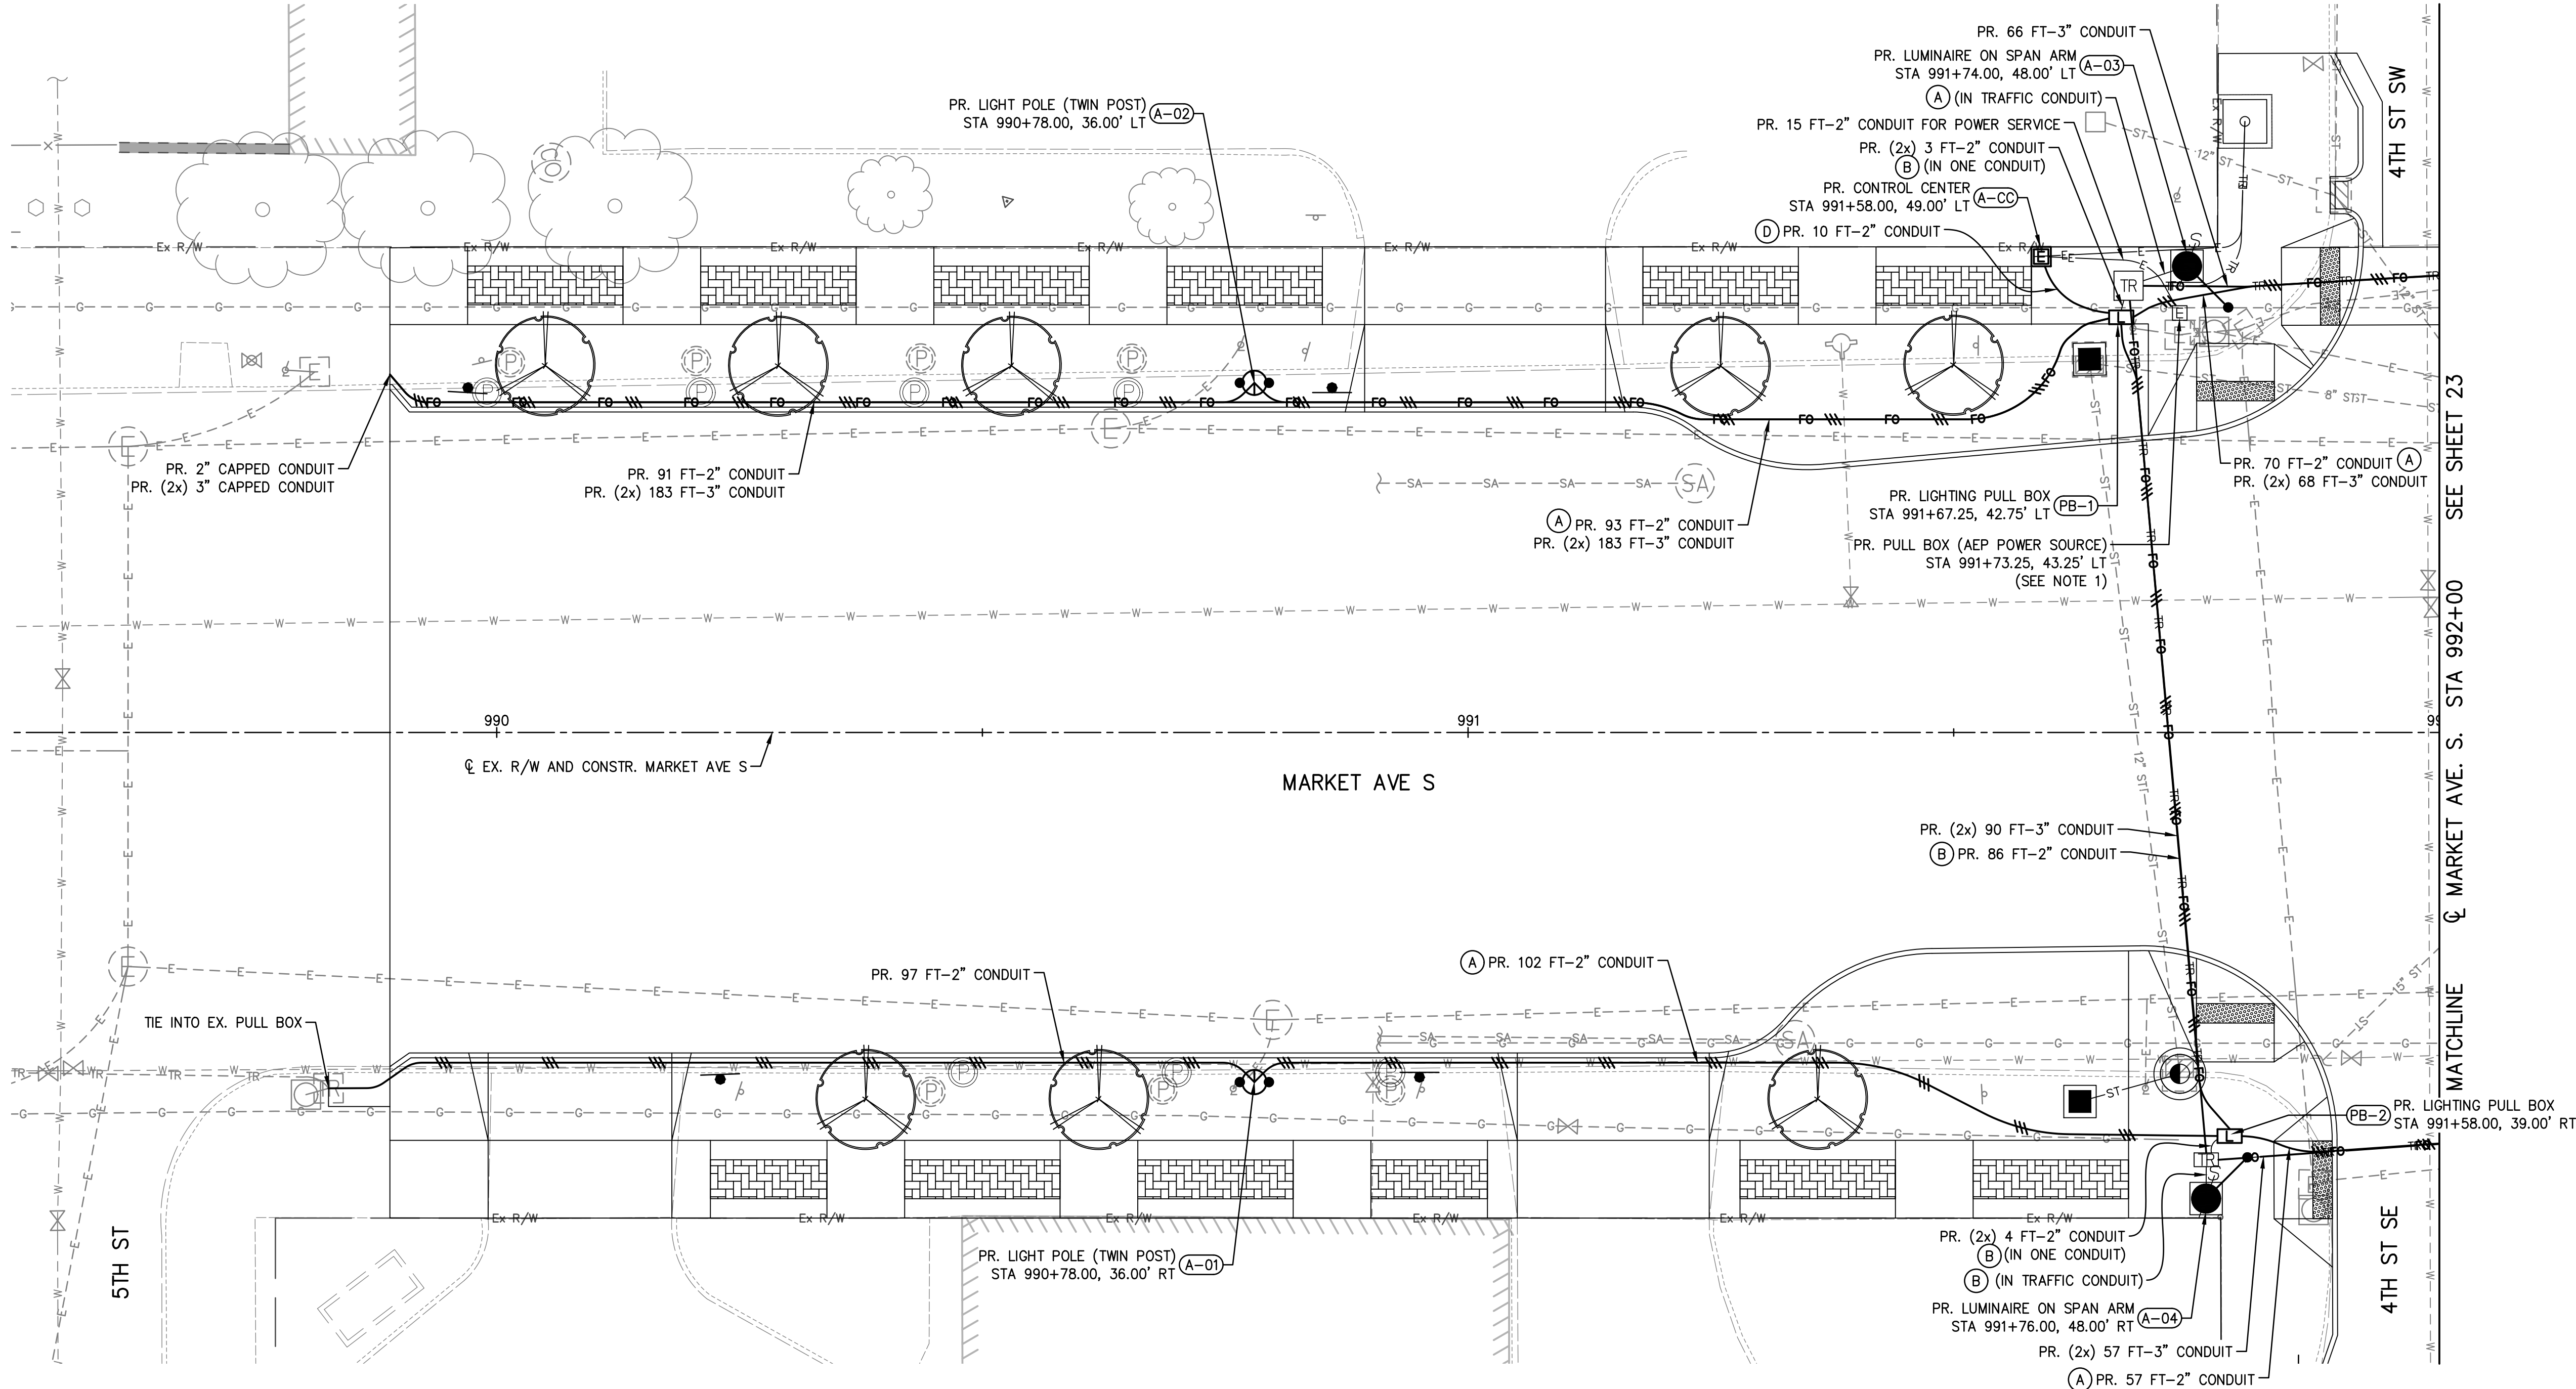 PR. 66 FT-3" CONDUIT
PR. LUMINAIRE ON SPAN ARM
STA 991+74.00, 48.00' LT
A-03
A (IN TRAFFIC CONDUIT)
PR. 15 FT-2" CONDUIT FOR POWER SERVICE
PR. (2x) 3 FT-2" CONDUIT
B (IN ONE CONDUIT)
PR. CONTROL CENTER
STA 991+58.00, 49.00' LT
A-CC
D PR. 10 FT-2" CONDUIT
PR. LIGHT POLE (TWIN POST)
STA 990+78.00, 36.00' LT
A-02
4TH ST SW
Ex R/W
Ex R/W
Ex R/W
Ex R/W
Ex R/W
Ex R/W
Ex R/W
12" ST
8" ST
PR. 2" CAPPED CONDUIT
PR. (2x) 3" CAPPED CONDUIT
PR. 91 FT-2" CONDUIT
PR. (2x) 183 FT-3" CONDUIT
A PR. 93 FT-2" CONDUIT
PR. (2x) 183 FT-3" CONDUIT
PR. 70 FT-2" CONDUIT A
PR. (2x) 68 FT-3" CONDUIT
PR. LIGHTING PULL BOX
STA 991+67.25, 42.75' LT
PB-1
PR. PULL BOX (AEP POWER SOURCE)
STA 991+73.25, 43.25' LT
(SEE NOTE 1)
990
991
℄ EX. R/W AND CONSTR. MARKET AVE S
MARKET AVE S
12" ST
PR. (2x) 90 FT-3" CONDUIT
B PR. 86 FT-2" CONDUIT
MATCHLINE ℄ MARKET AVE. S. STA 992+00 SEE SHEET 23
PR. 97 FT-2" CONDUIT
A PR. 102 FT-2" CONDUIT
15" ST
TIE INTO EX. PULL BOX
PB-2
PR. LIGHTING PULL BOX
STA 991+58.00, 39.00' RT
Ex R/W
Ex R/W
Ex R/W
Ex R/W
Ex R/W
Ex R/W
PR. LIGHT POLE (TWIN POST)
STA 990+78.00, 36.00' RT
A-01
PR. (2x) 4 FT-2" CONDUIT
B (IN ONE CONDUIT)
B (IN TRAFFIC CONDUIT)
PR. LUMINAIRE ON SPAN ARM
STA 991+76.00, 48.00' RT
A-04
PR. (2x) 57 FT-3" CONDUIT
A PR. 57 FT-2" CONDUIT
5TH ST
4TH ST SE